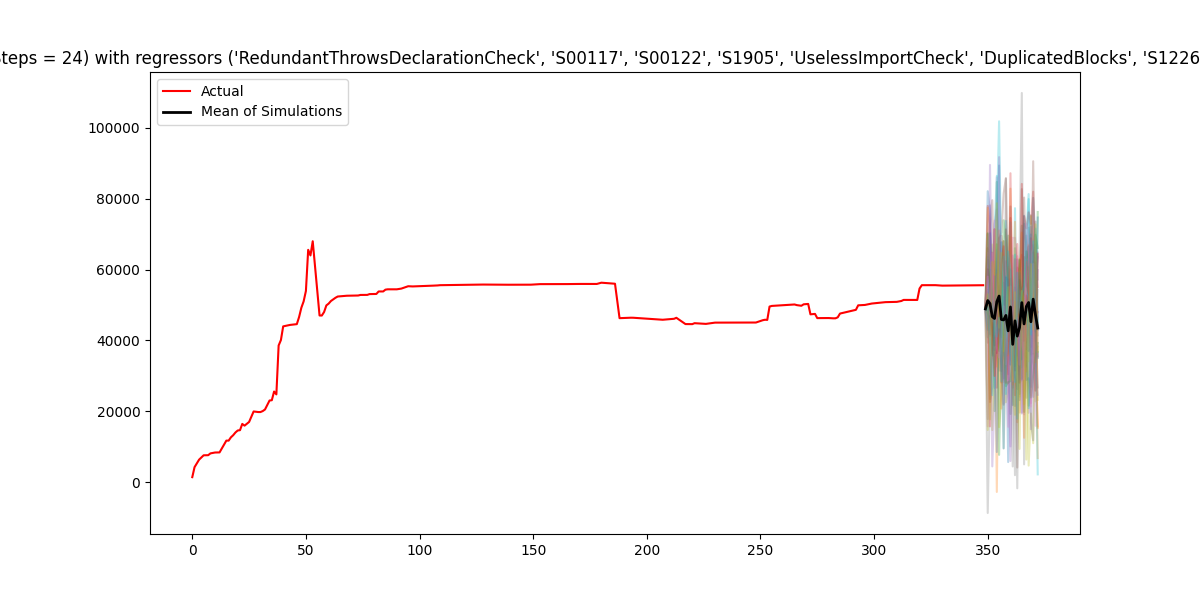 teps = 24) with regressors ('RedundantThrowsDeclarationCheck', 'S00117', 'S00122', 'S1905', 'UselessImportCheck', 'DuplicatedBlocks', 'S1226
Actual
Mean of Simulations
100000
80000
60000
40000
20000
0
0 50 100 150 200 250 300 350